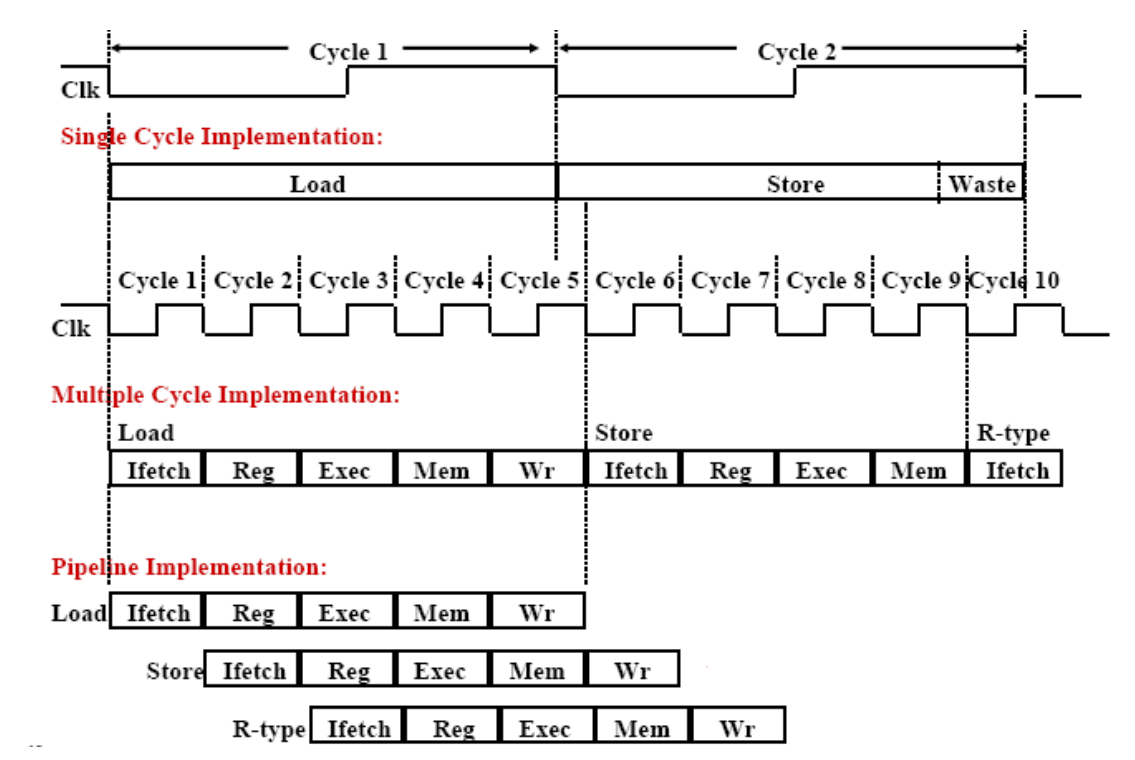 Cycle 1 Cycle 2
Clk
Single Cycle Implementation:
Load Store Waste
Cycle 1 Cycle 2 Cycle 3 Cycle 4 Cycle 5 Cycle 6 Cycle 7 Cycle 8 Cycle 9 Cycle 10
Clk
Multiple Cycle Implementation:
Load Store R-type
Ifetch Reg Exec Mem Wr Ifetch Reg Exec Mem Ifetch
Pipeline Implementation:
Load Ifetch Reg Exec Mem Wr
Store Ifetch Reg Exec Mem Wr
R-type Ifetch Reg Exec Mem Wr